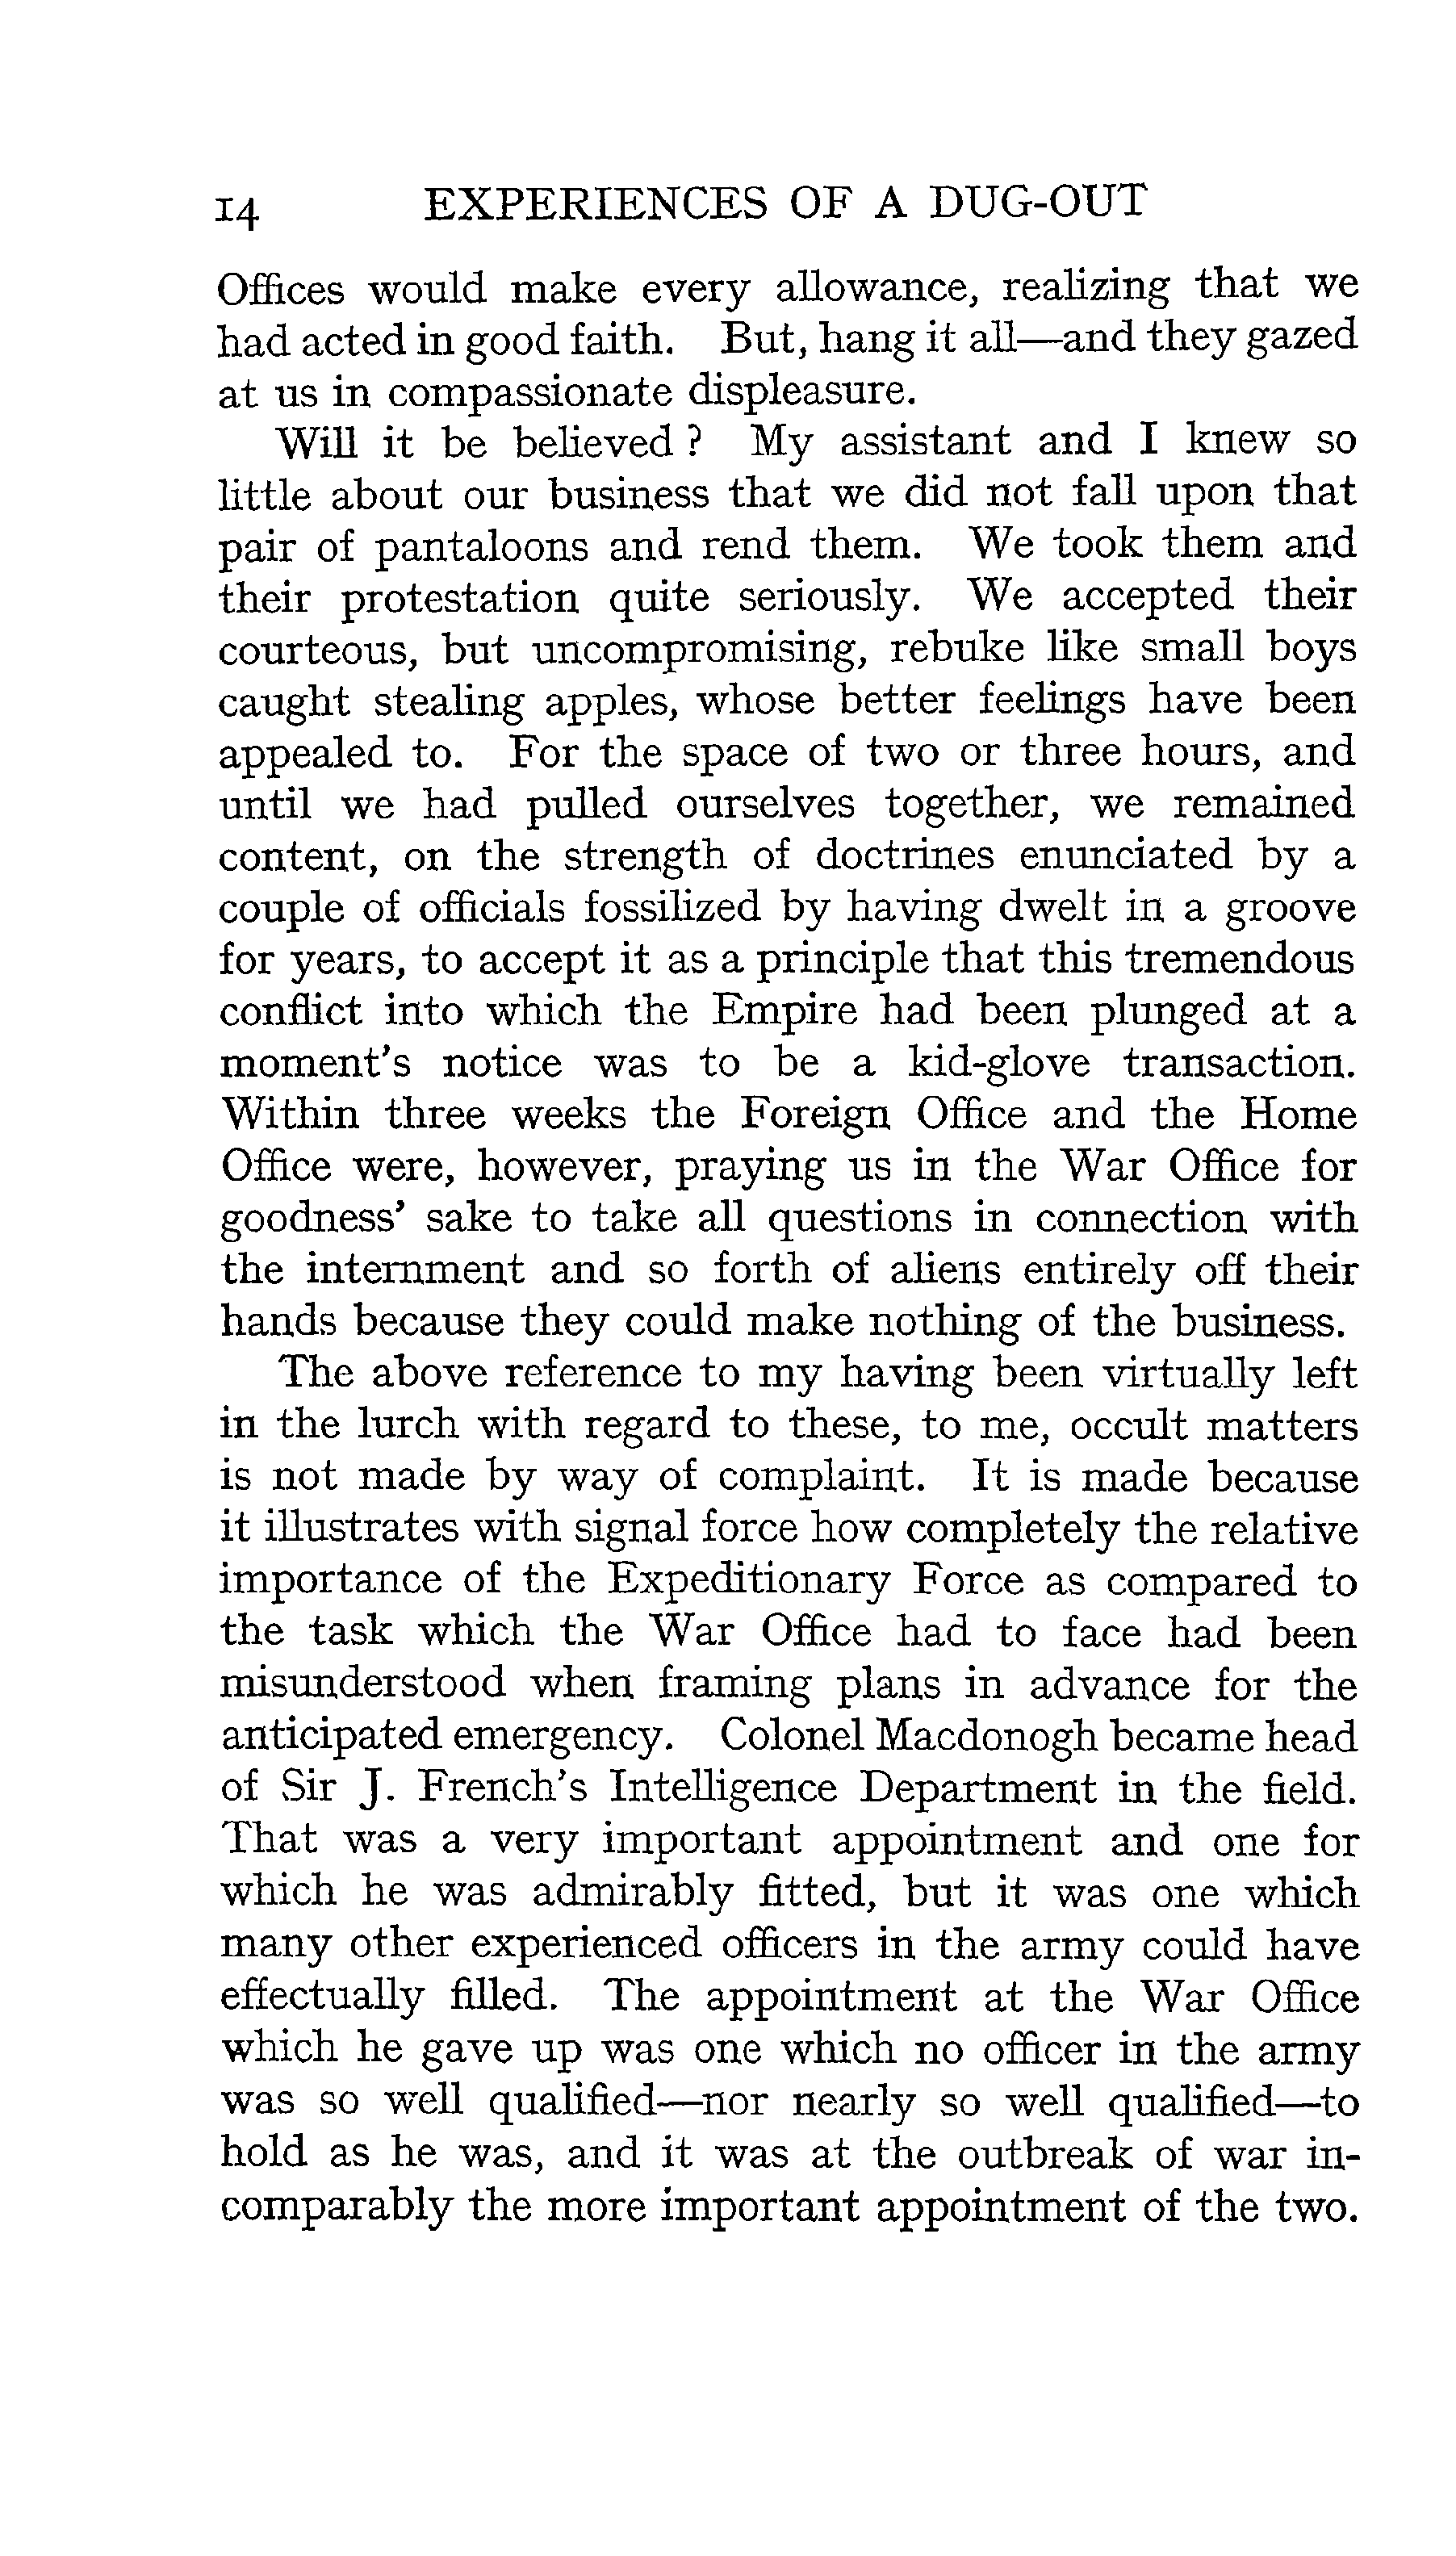 14 EXPERIENCES OF A DUG-OUT
Offices would make every allowance, realizing that we
had acted in good faith. But, hang it all—and they gazed
at us in compassionate displeasure.
Will it be believed ? My assistant and I knew so
little about our business that we did not fall upon that
pair of pantaloons and rend them. We took them and
their protestation quite seriously. We accepted their
courteous, but uncompromising, rebuke like small boys
caught stealing apples, whose better feelings have been
appealed to. For the space of two or three hours, and
until we had pulled ourselves together, we remained
content, on the strength of doctrines enunciated by a
couple of officials fossilized by having dwelt in a groove
for years, to accept it as a principle that this tremendous
conflict into which the Empire had been plunged at a
moment's notice was to be a kid-glove transaction.
Within three weeks the Foreign Office and the Home
Office were, however, praying us in the War Office for
goodness' sake to take all questions in connection with
the internment and so forth of aliens entirely off their
hands because they could make nothing of the business.
The above reference to my having been virtually left
in the lurch with regard to these, to me, occult matters
is not made by way of complaint. It is made because
it illustrates with signal force how completely the relative
importance of the Expeditionary Force as compared to
the task which the War Office had to face had been
misunderstood when framing plans in advance for the
anticipated emergency. Colonel Macdonogh became head
of Sir J. French's Intelligence Department in the field.
That was a very important appointment and one for
which he was admirably fitted, but it was one which
many other experienced officers in the army could have
effectually filled. The appointment at the War Office
which he gave up was one which no officer in the army
was so well qualified—nor nearly so well qualified—to
hold as he was, and it was at the outbreak of war in-
comparably the more important appointment of the two.